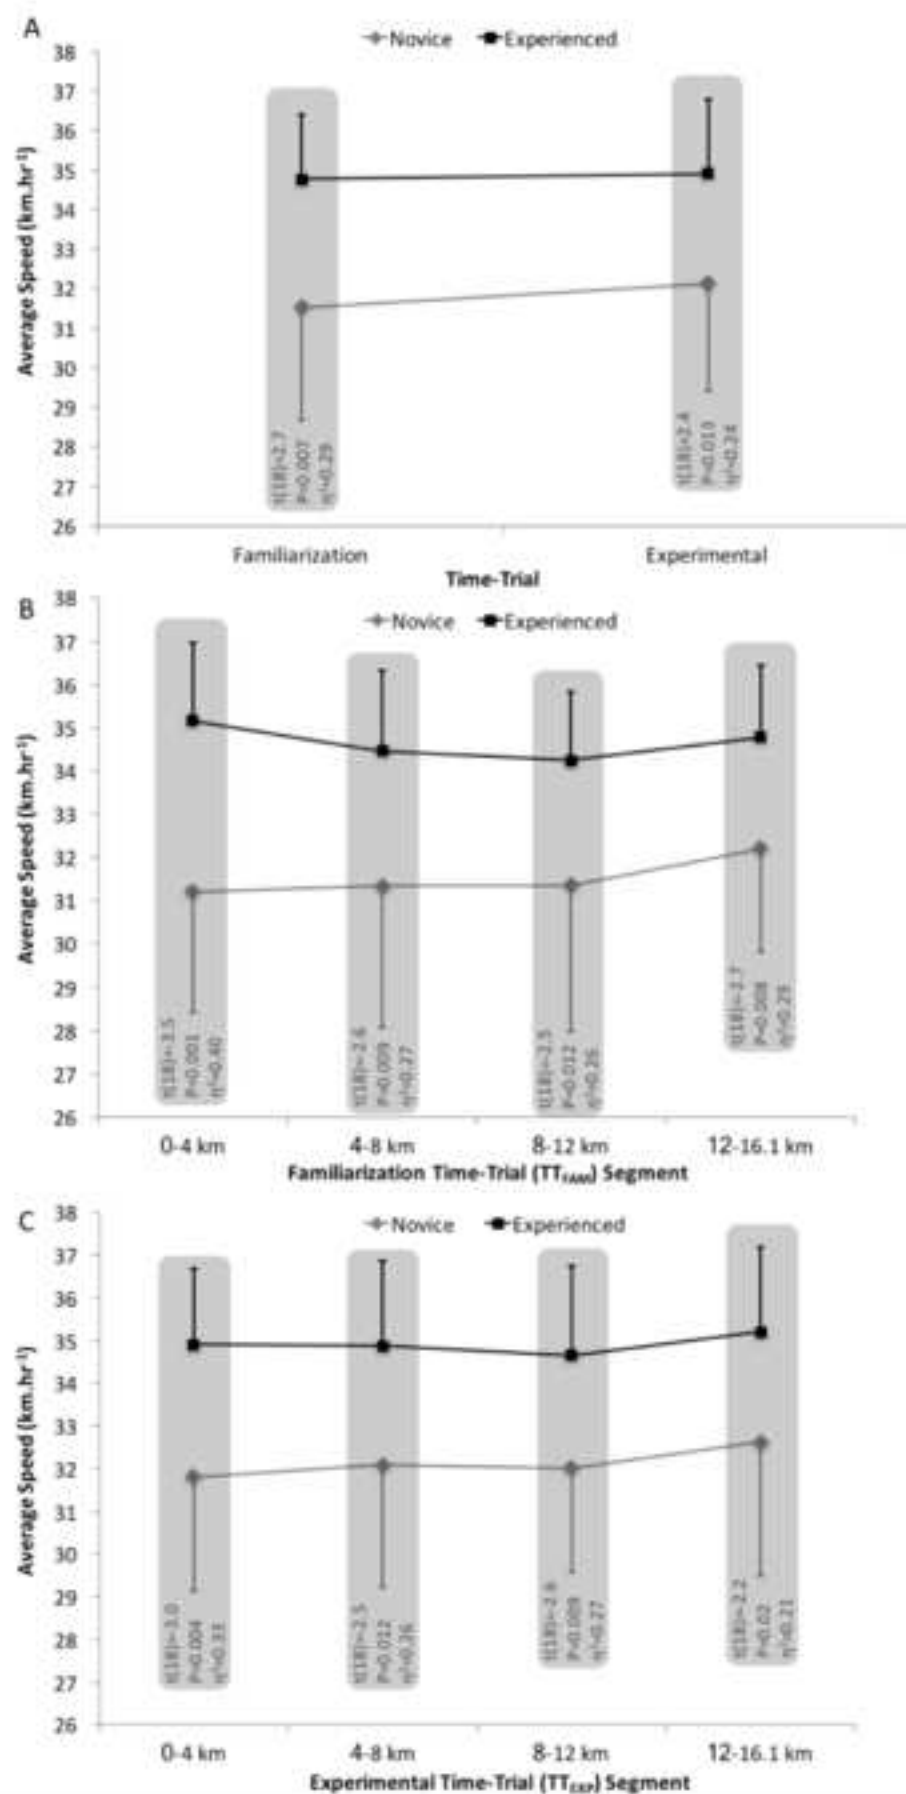 A
Novice Experienced
38
37
36
35
34
33
32
31
30
29
28
27
26
Average Speed (km.hr⁻¹)
t(18)=2.7
P=0.007
η²=0.29
t(18)=2.4
η²=0.24
Familiarization Experimental
Time-Trial
B
Novice Experienced
38
37
36
35
34
33
32
31
30
29
28
27
26
Average Speed (km.hr⁻¹)
t(18)=-3.5
P=0.001
η²=0.40
t(18)=-2.6
P=0.009
η²=0.27
t(18)=-2.5
P=0.012
η²=0.26
t(18)=-2.7
P=0.008
η²=0.29
0-4 km 4-8 km 8-12 km 12-16.1 km
Familiarization Time-Trial (TT_FAM) Segment
C
Novice Experienced
38
37
36
35
34
33
32
31
30
29
28
27
26
Average Speed (km.hr⁻¹)
t(18)=-3.0
P=0.004
η²=0.33
t(18)=-2.5
P=0.012
η²=0.26
t(18)=-2.6
P=0.009
η²=0.27
t(18)=-2.2
P=0.02
η²=0.21
0-4 km 4-8 km 8-12 km 12-16.1 km
Experimental Time-Trial (TT_EXP) Segment